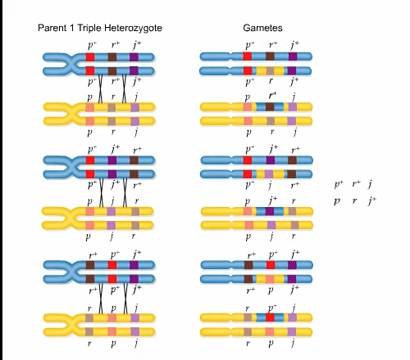 Parent 1 Triple Heterozygote
Gametes
p⁺ r⁺ j⁺
p⁺ r⁺ j⁺
p r j
p r j
p⁺ r⁺ j⁺
p⁺ r j⁺
p r⁺ j
p r j
p⁺ j⁺ r⁺
p⁺ j⁺ r⁺
p j r
p j r
p⁺ j⁺ r⁺
p⁺ j r⁺
p j⁺ r
p j r
p⁺ r⁺ j
p r j⁺
r⁺ p⁺ j⁺
r⁺ p⁺ j⁺
r p j
r p j
r⁺ p⁺ j⁺
r⁺ p j⁺
r p⁺ j
r p j